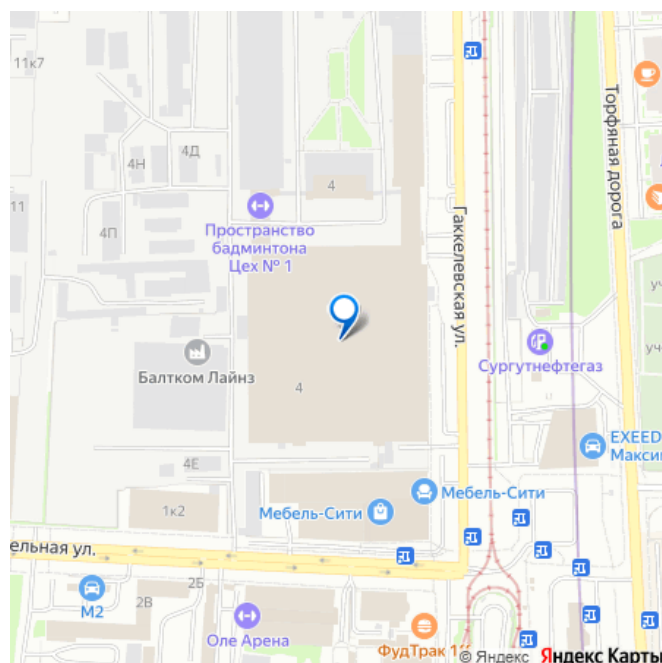 11к7
4Д
4Н
4
11
4П
Пространство
бадминтона
Цех № 1
Гаккелевская ул.
Торфяная дорога
уч
уче
Сургутнефтегаз
Балтком Лайнз
4
EXEED
Макси
4Е
Мебель-Сити
Мебель-Сити
1к2
ельная ул.
2Б
М2
2В
Оле Арена
ФудТрак 1
© Яндекс Яндекс Карты